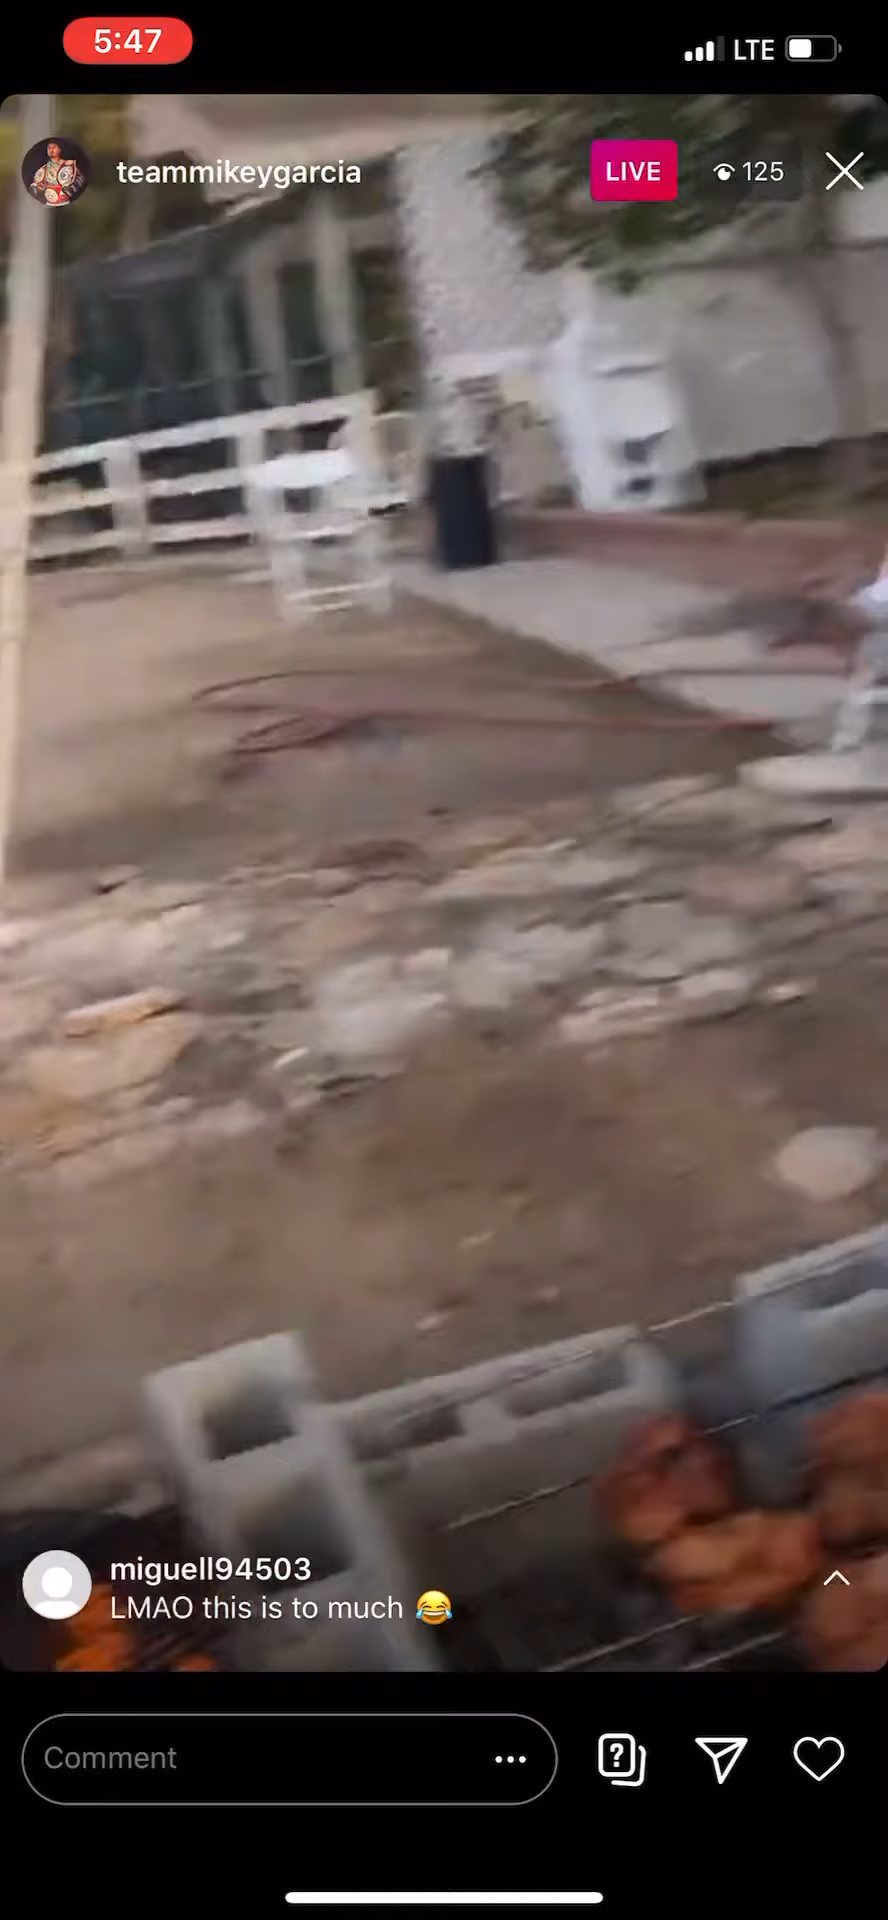 5:47
LTE
teammikeygarcia
LIVE
125
miguell94503
LMAO this is to much 😂
Comment